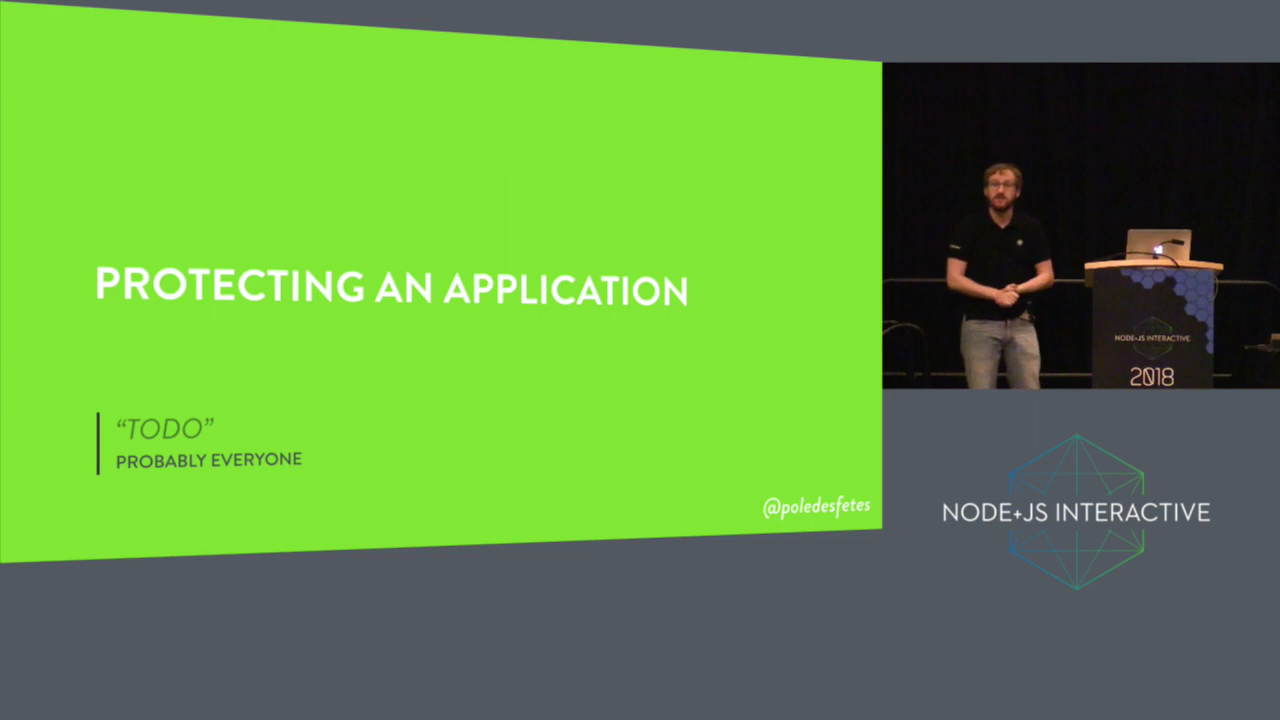 PROTECTING AN APPLICATION
“TODO”
PROBABLY EVERYONE
@poledesfetes
NODE+JS INTERACTIVE
2018
NODE+JS INTERACTIVE